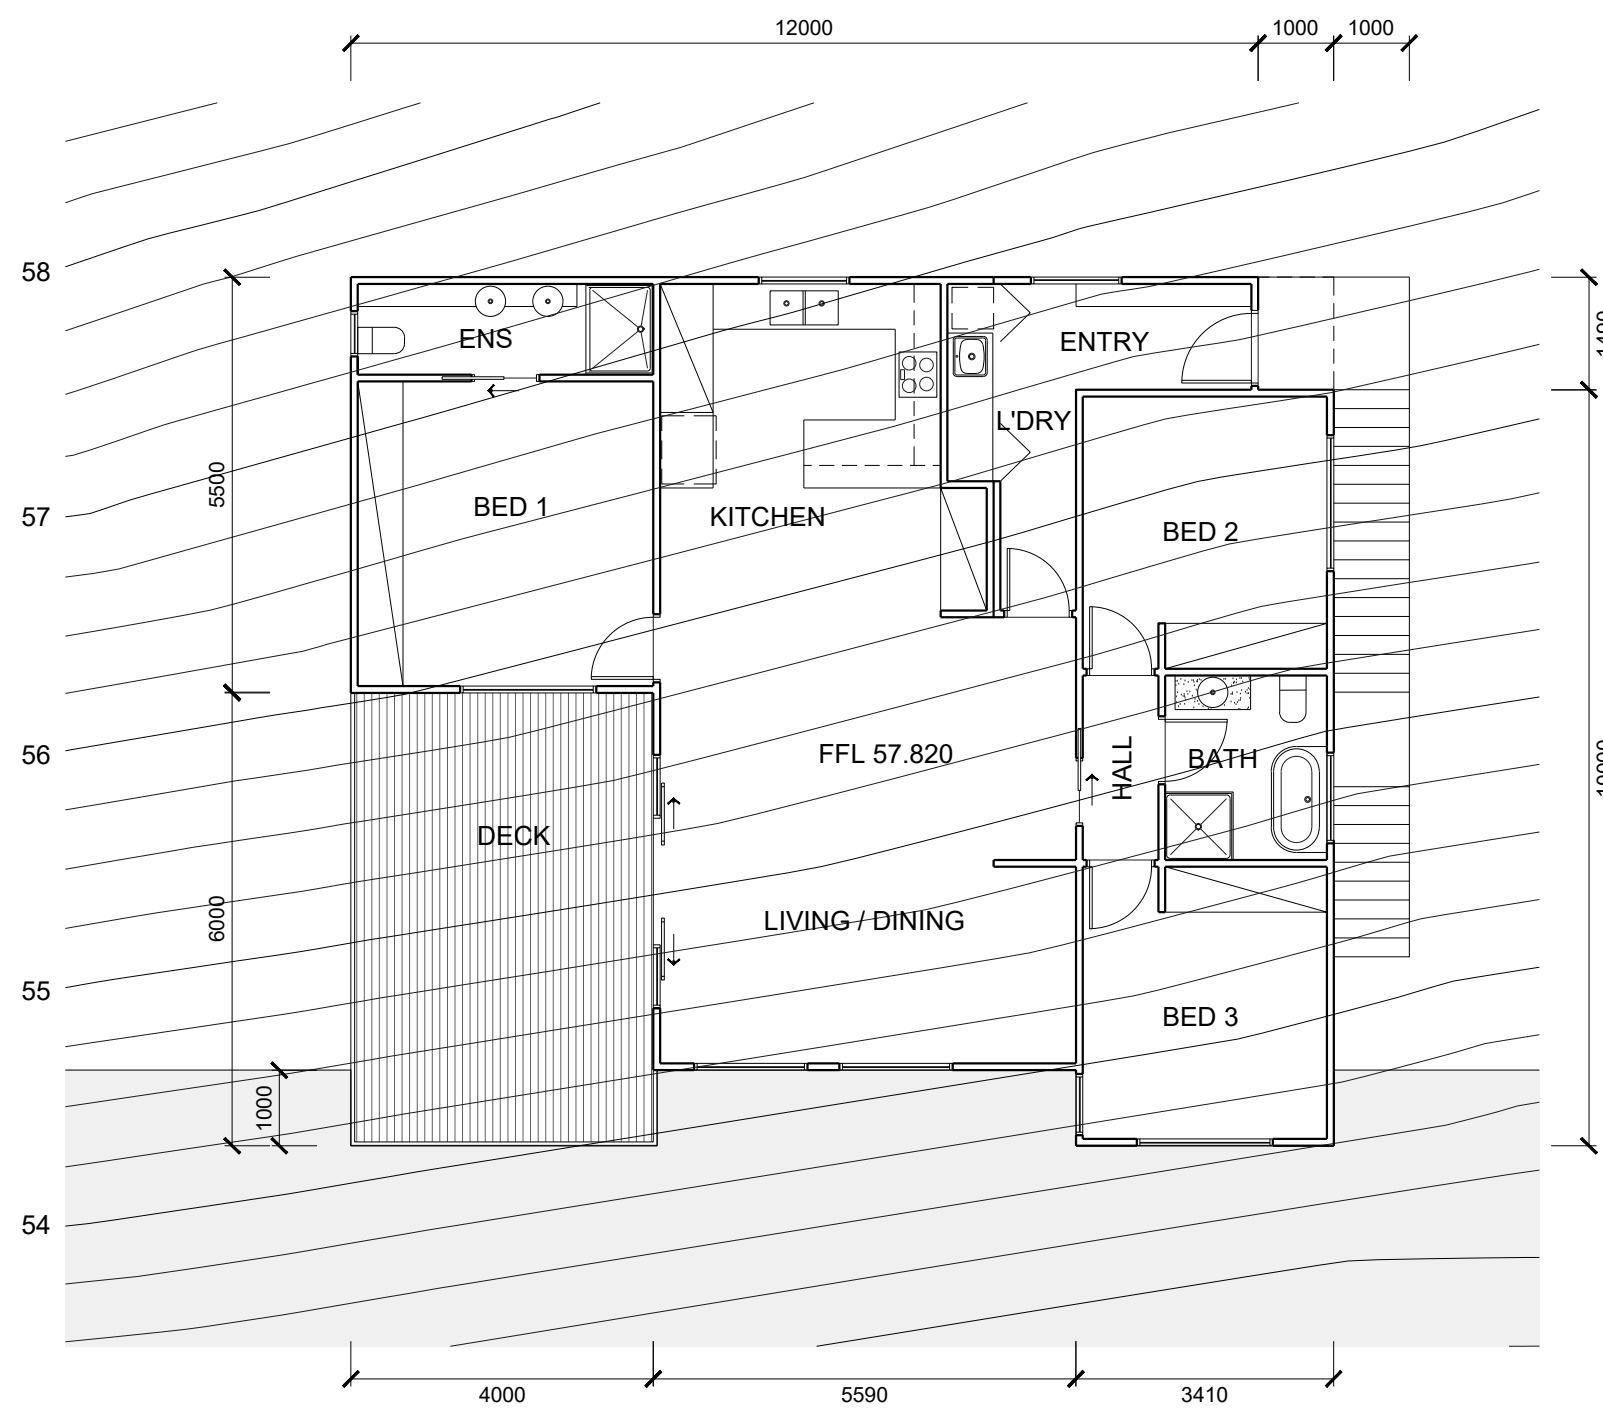 12000
1000
1000
58
ENS
ENTRY
L'DRY
5500
BED 1
57
KITCHEN
BED 2
56
FFL 57.820
HALL
BATH
DECK
6000
LIVING / DINING
55
BED 3
1000
54
4000
5590
3410